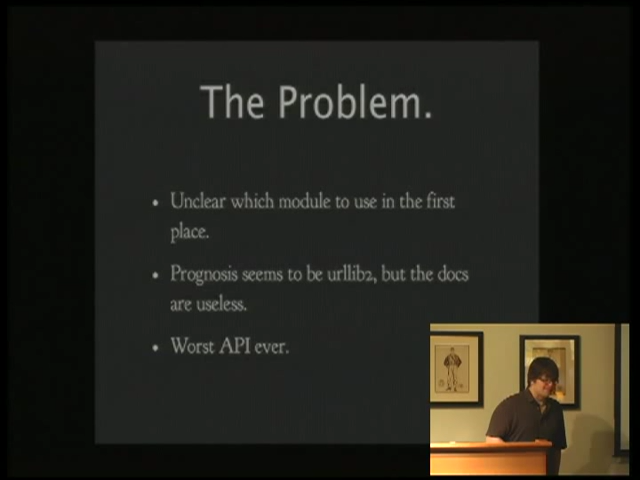 The Problem.
• Unclear which module to use in the first
place.
• Prognosis seems to be urllib2, but the docs
are useless.
• Worst API ever.